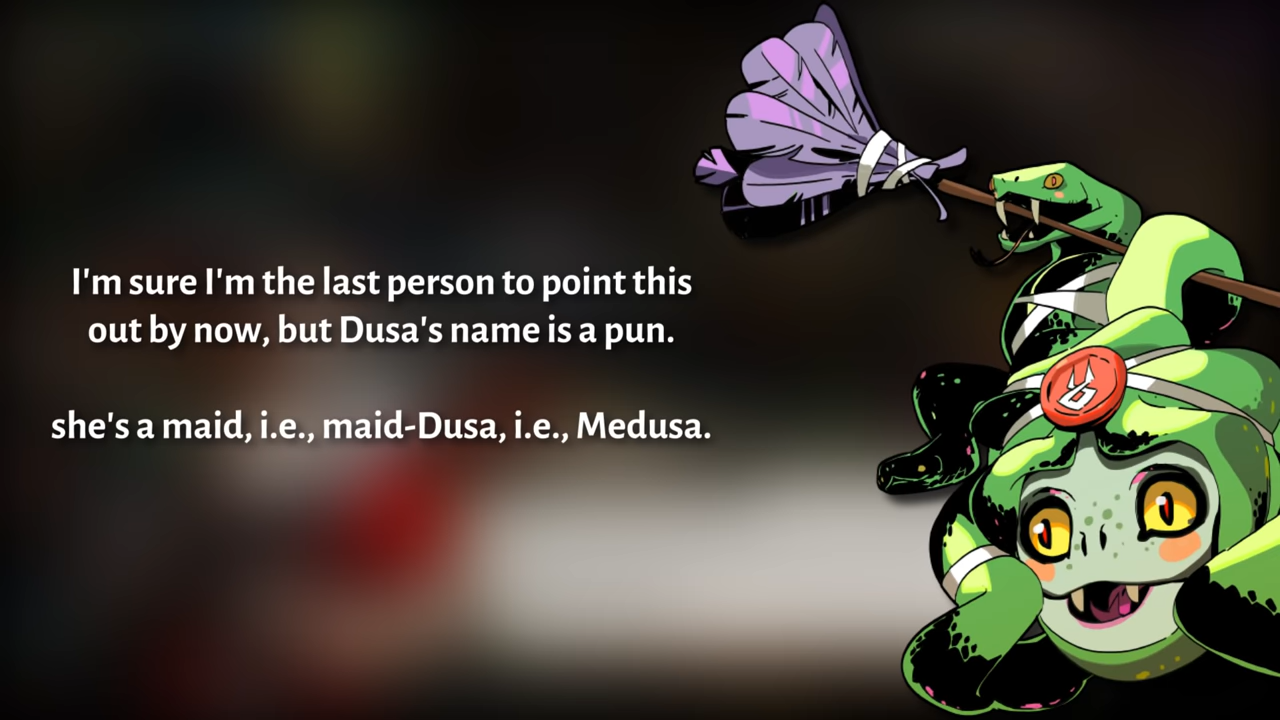 I'm sure I'm the last person to point this
out by now, but Dusa's name is a pun.
she's a maid, i.e., maid-Dusa, i.e., Medusa.